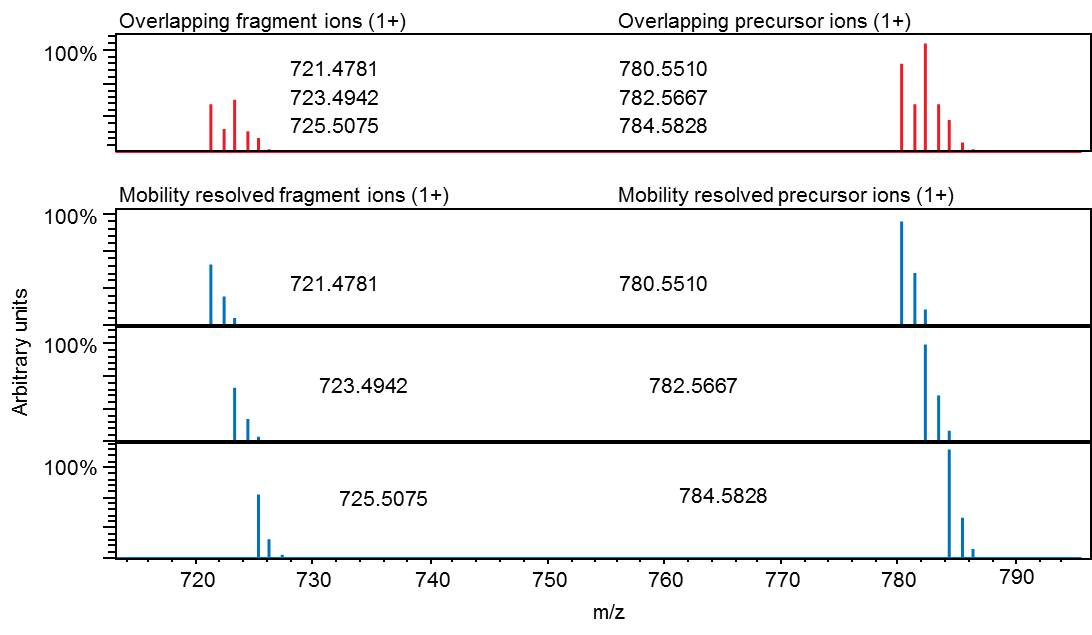 Overlapping fragment ions (1+) Overlapping precursor ions (1+)
100%
721.4781 780.5510
723.4942 782.5667
725.5075 784.5828
Mobility resolved fragment ions (1+) Mobility resolved precursor ions (1+)
100%
721.4781 780.5510
Arbitrary units
100%
723.4942 782.5667
100%
725.5075 784.5828
720 730 740 750 760 770 780 790
m/z